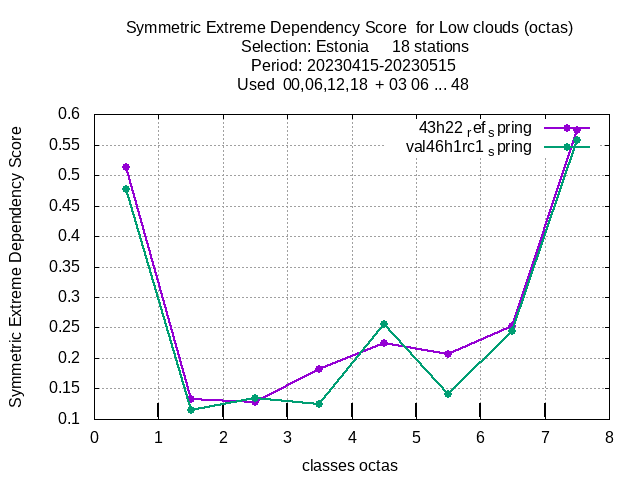 Symmetric Extreme Dependency Score  for Low clouds (octas)
Selection: Estonia     18 stations
Period: 20230415-20230515
Used  00,06,12,18  + 03 06 ... 48
0.6
0.55
0.5
0.45
0.4
0.35
0.3
0.25
0.2
0.15
0.1
Symmetric Extreme Dependency Score
43h22 ref spring
val46h1rc1 spring
0 1 2 3 4 5 6 7 8
classes octas